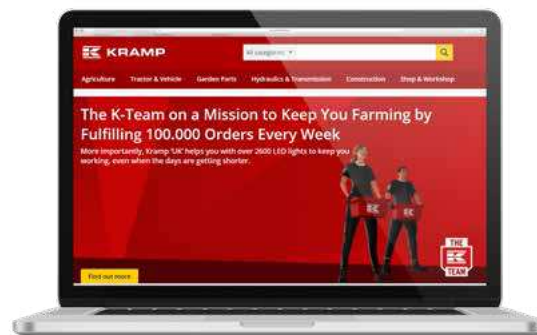 KRAMP
All categories
Agriculture Tractor & Vehicle Garden Parts Hydraulics & Transmission Construction Shop & Workshop
The K-Team on a Mission to Keep You Farming by
Fulfilling 100.000 Orders Every Week
More importantly, Kramp 'UK' helps you with over 2600 LED lights to keep you
working, even when the days are getting shorter.
THE
K
TEAM
Find out more